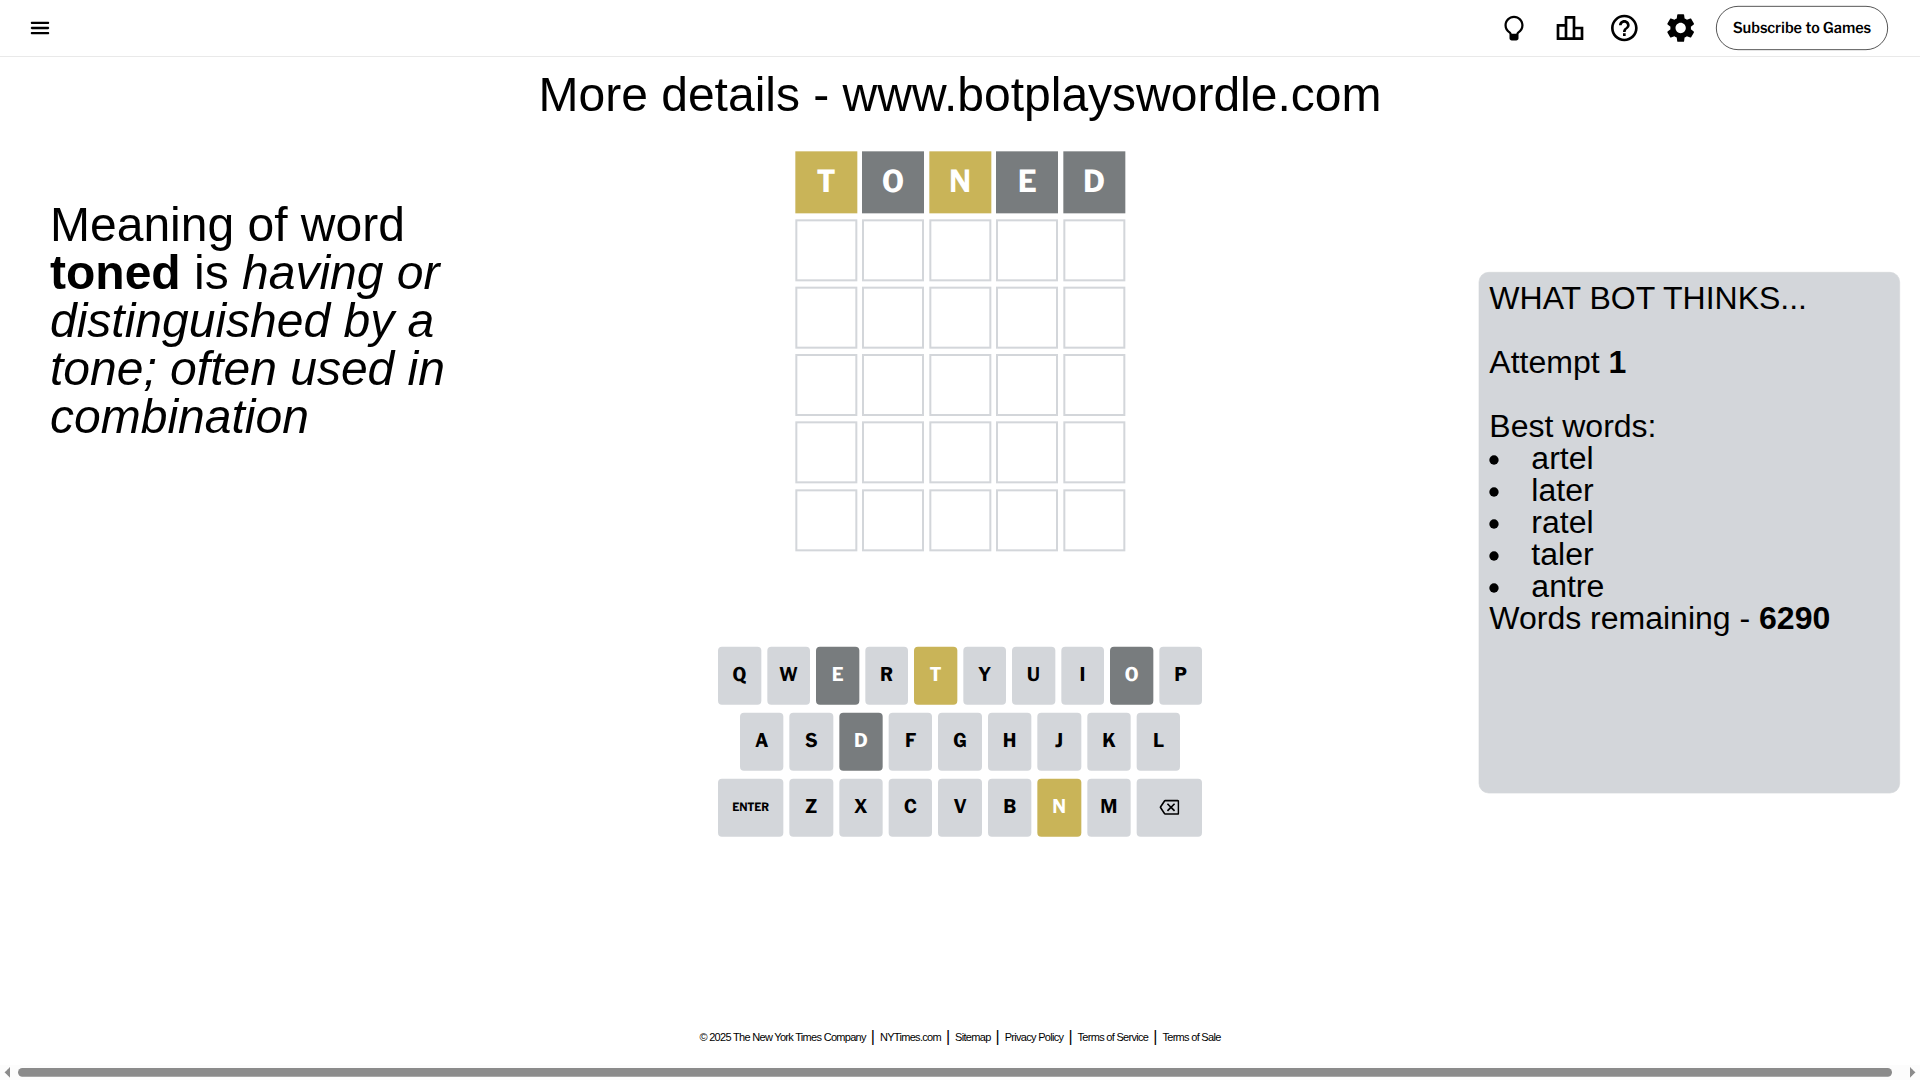 Subscribe to Games
More details - www.botplayswordle.com
Meaning of word
toned is having or
distinguished by a
tone; often used in
combination
T O N E D
WHAT BOT THINKS...
Attempt 1
Best words:
• artel
• later
• ratel
• taler
• antre
Words remaining - 6290
Q W E R T Y U I O P
A S D F G H J K L
ENTER Z X C V B N M
© 2025 The New York Times Company | NYTimes.com | Sitemap | Privacy Policy | Terms of Service | Terms of Sale